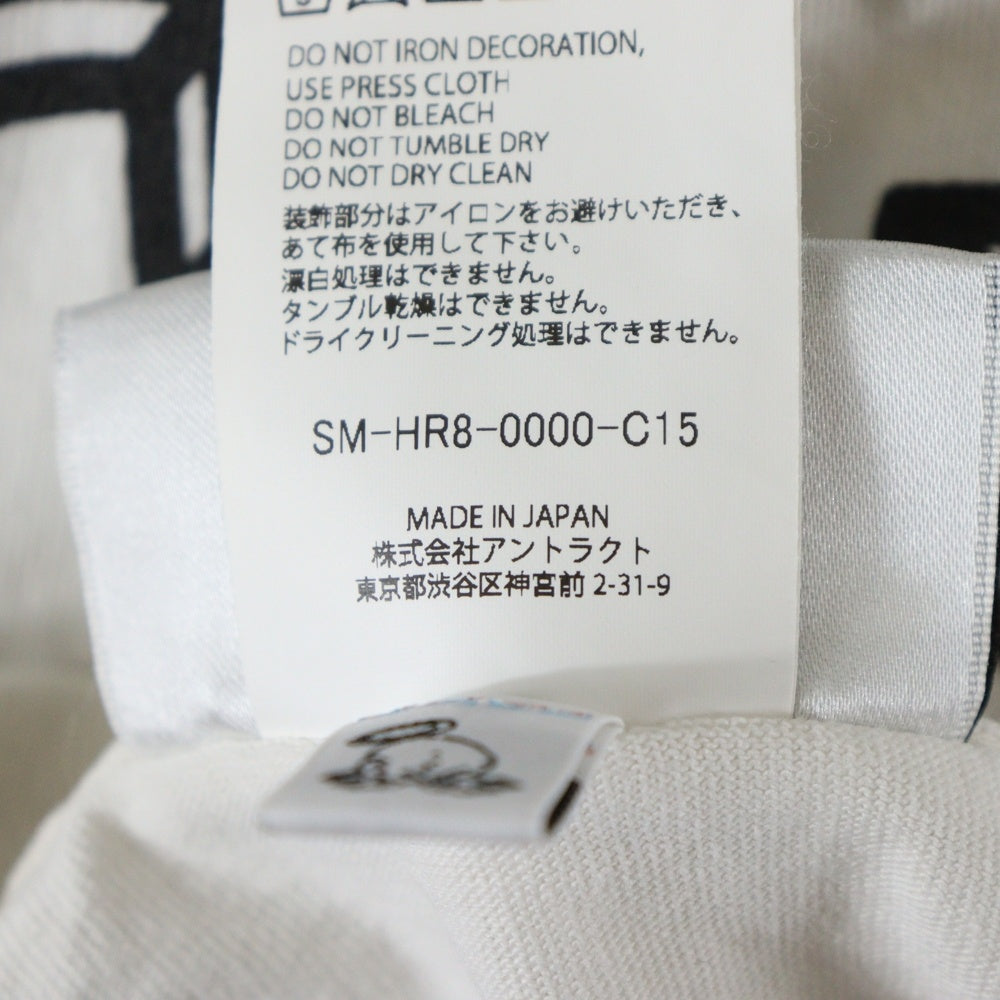 DO NOT IRON DECORATION,
USE PRESS CLOTH
DO NOT BLEACH
DO NOT TUMBLE DRY
DO NOT DRY CLEAN
装飾部分はアイロンをお避けいただき、
あて布を使用して下さい。
漂白処理はできません。
タンブル乾燥はできません。
ドライクリーニング処理はできません。
SM-HR8-0000-C15
MADE IN JAPAN
株式会社アントラクト
東京都渋谷区神宮前 2-31-9